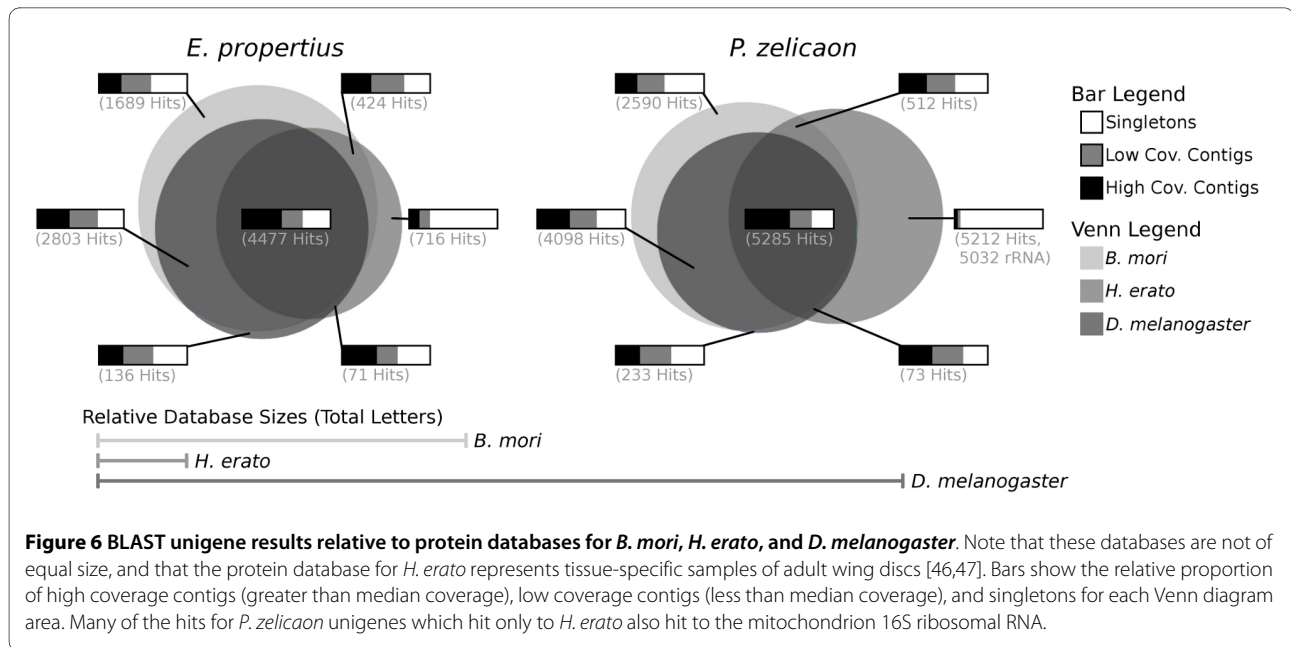 E. propertius
P. zelicaon
(1689 Hits)
(424 Hits)
(2803 Hits)
(4477 Hits)
(716 Hits)
(136 Hits)
(71 Hits)
(2590 Hits)
(512 Hits)
(4098 Hits)
(5285 Hits)
(5212 Hits,
5032 rRNA)
(233 Hits)
(73 Hits)
Bar Legend
Singletons
Low Cov. Contigs
High Cov. Contigs
Venn Legend
B. mori
H. erato
D. melanogaster
Relative Database Sizes (Total Letters)
B. mori
H. erato
D. melanogaster
Figure 6 BLAST unigene results relative to protein databases for B. mori, H. erato, and D. melanogaster. Note that these databases are not of
equal size, and that the protein database for H. erato represents tissue-specific samples of adult wing discs [46,47]. Bars show the relative proportion
of high coverage contigs (greater than median coverage), low coverage contigs (less than median coverage), and singletons for each Venn diagram
area. Many of the hits for P. zelicaon unigenes which hit only to H. erato also hit to the mitochondrion 16S ribosomal RNA.